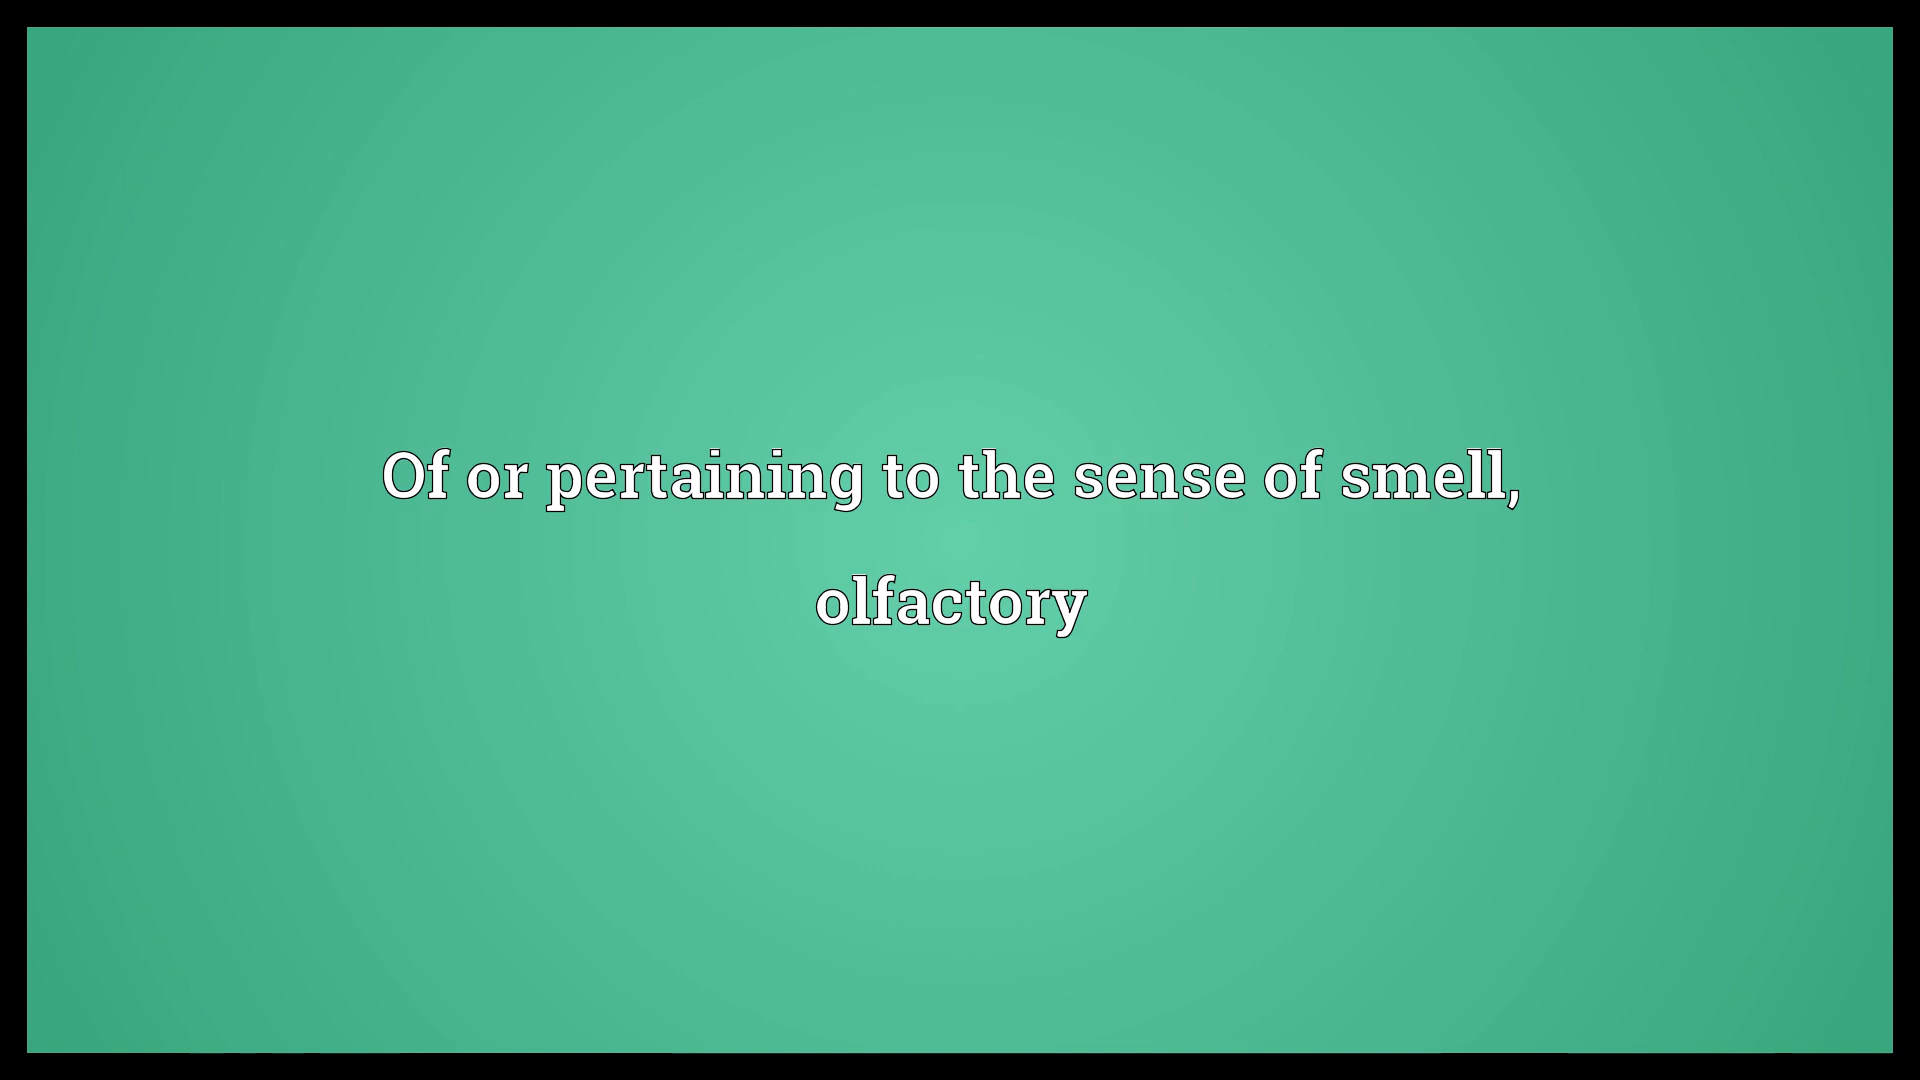 Of or pertaining to the sense of smell,
olfactory